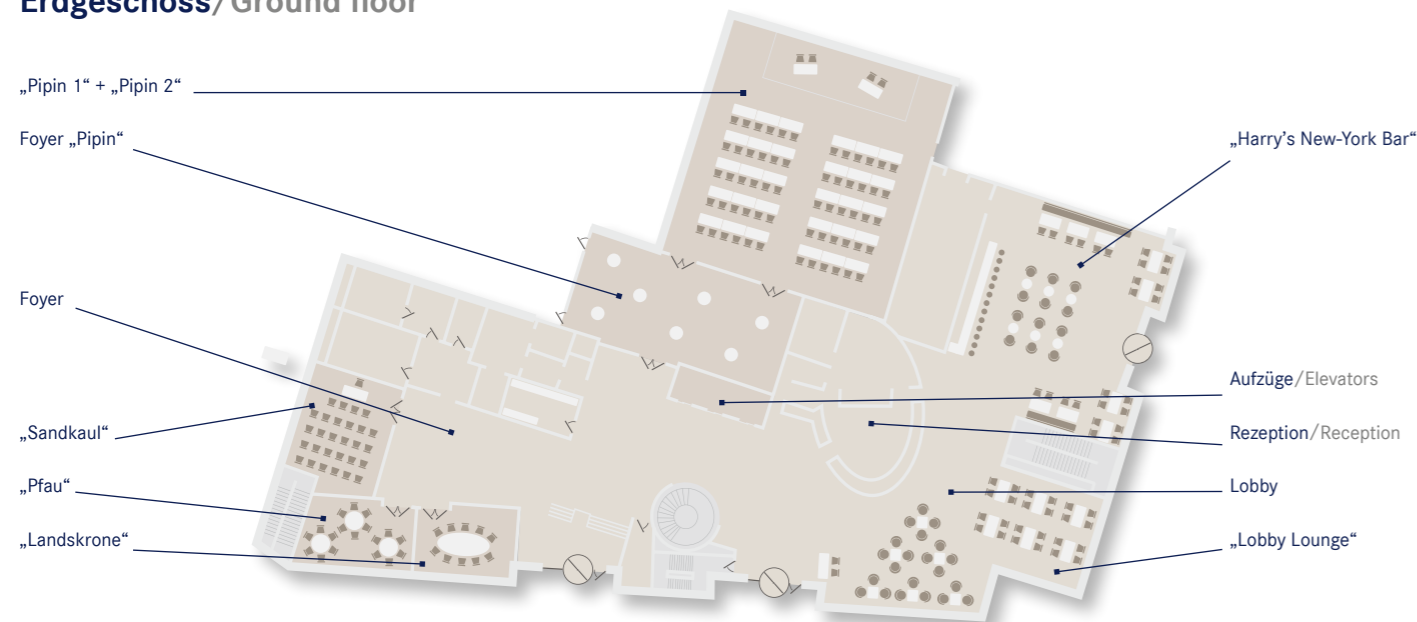 Erdgeschoss/Ground floor
„Pipin 1“ + „Pipin 2“
Foyer „Pipin“
Foyer
„Sandkaul“
„Pfau“
„Landskrone“
„Harry's New-York Bar“
Aufzüge/Elevators
Rezeption/Reception
Lobby
„Lobby Lounge“